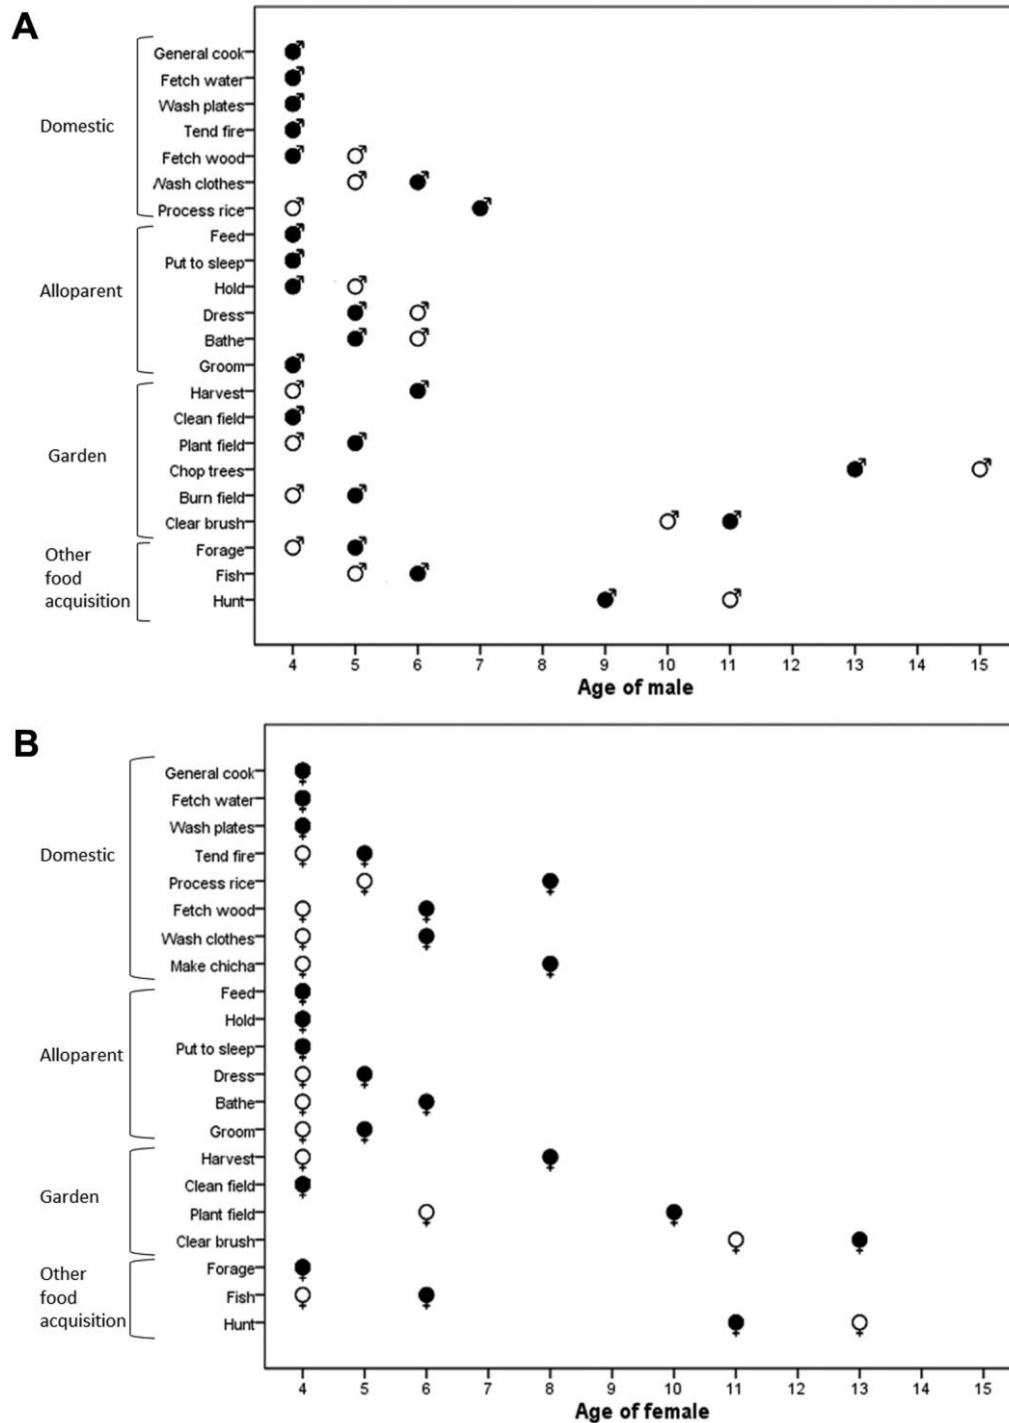 A
General cook
Fetch water
Wash plates
Domestic
Tend fire
Fetch wood
Wash clothes
Process rice
Feed
Put to sleep
Alloparent
Hold
Dress
Bathe
Groom
Harvest
Clean field
Plant field
Garden
Chop trees
Burn field
Clear brush
Other
food
acquisition
Forage
Fish
Hunt
4 5 6 7 8 9 10 11 12 13 14 15
Age of male
B
General cook
Fetch water
Wash plates
Domestic
Tend fire
Process rice
Fetch wood
Wash clothes
Make chicha
Feed
Hold
Put to sleep
Alloparent
Dress
Bathe
Groom
Harvest
Clean field
Garden
Plant field
Clear brush
Other
food
acquisition
Forage
Fish
Hunt
4 5 6 7 8 9 10 11 12 13 14 15
Age of female